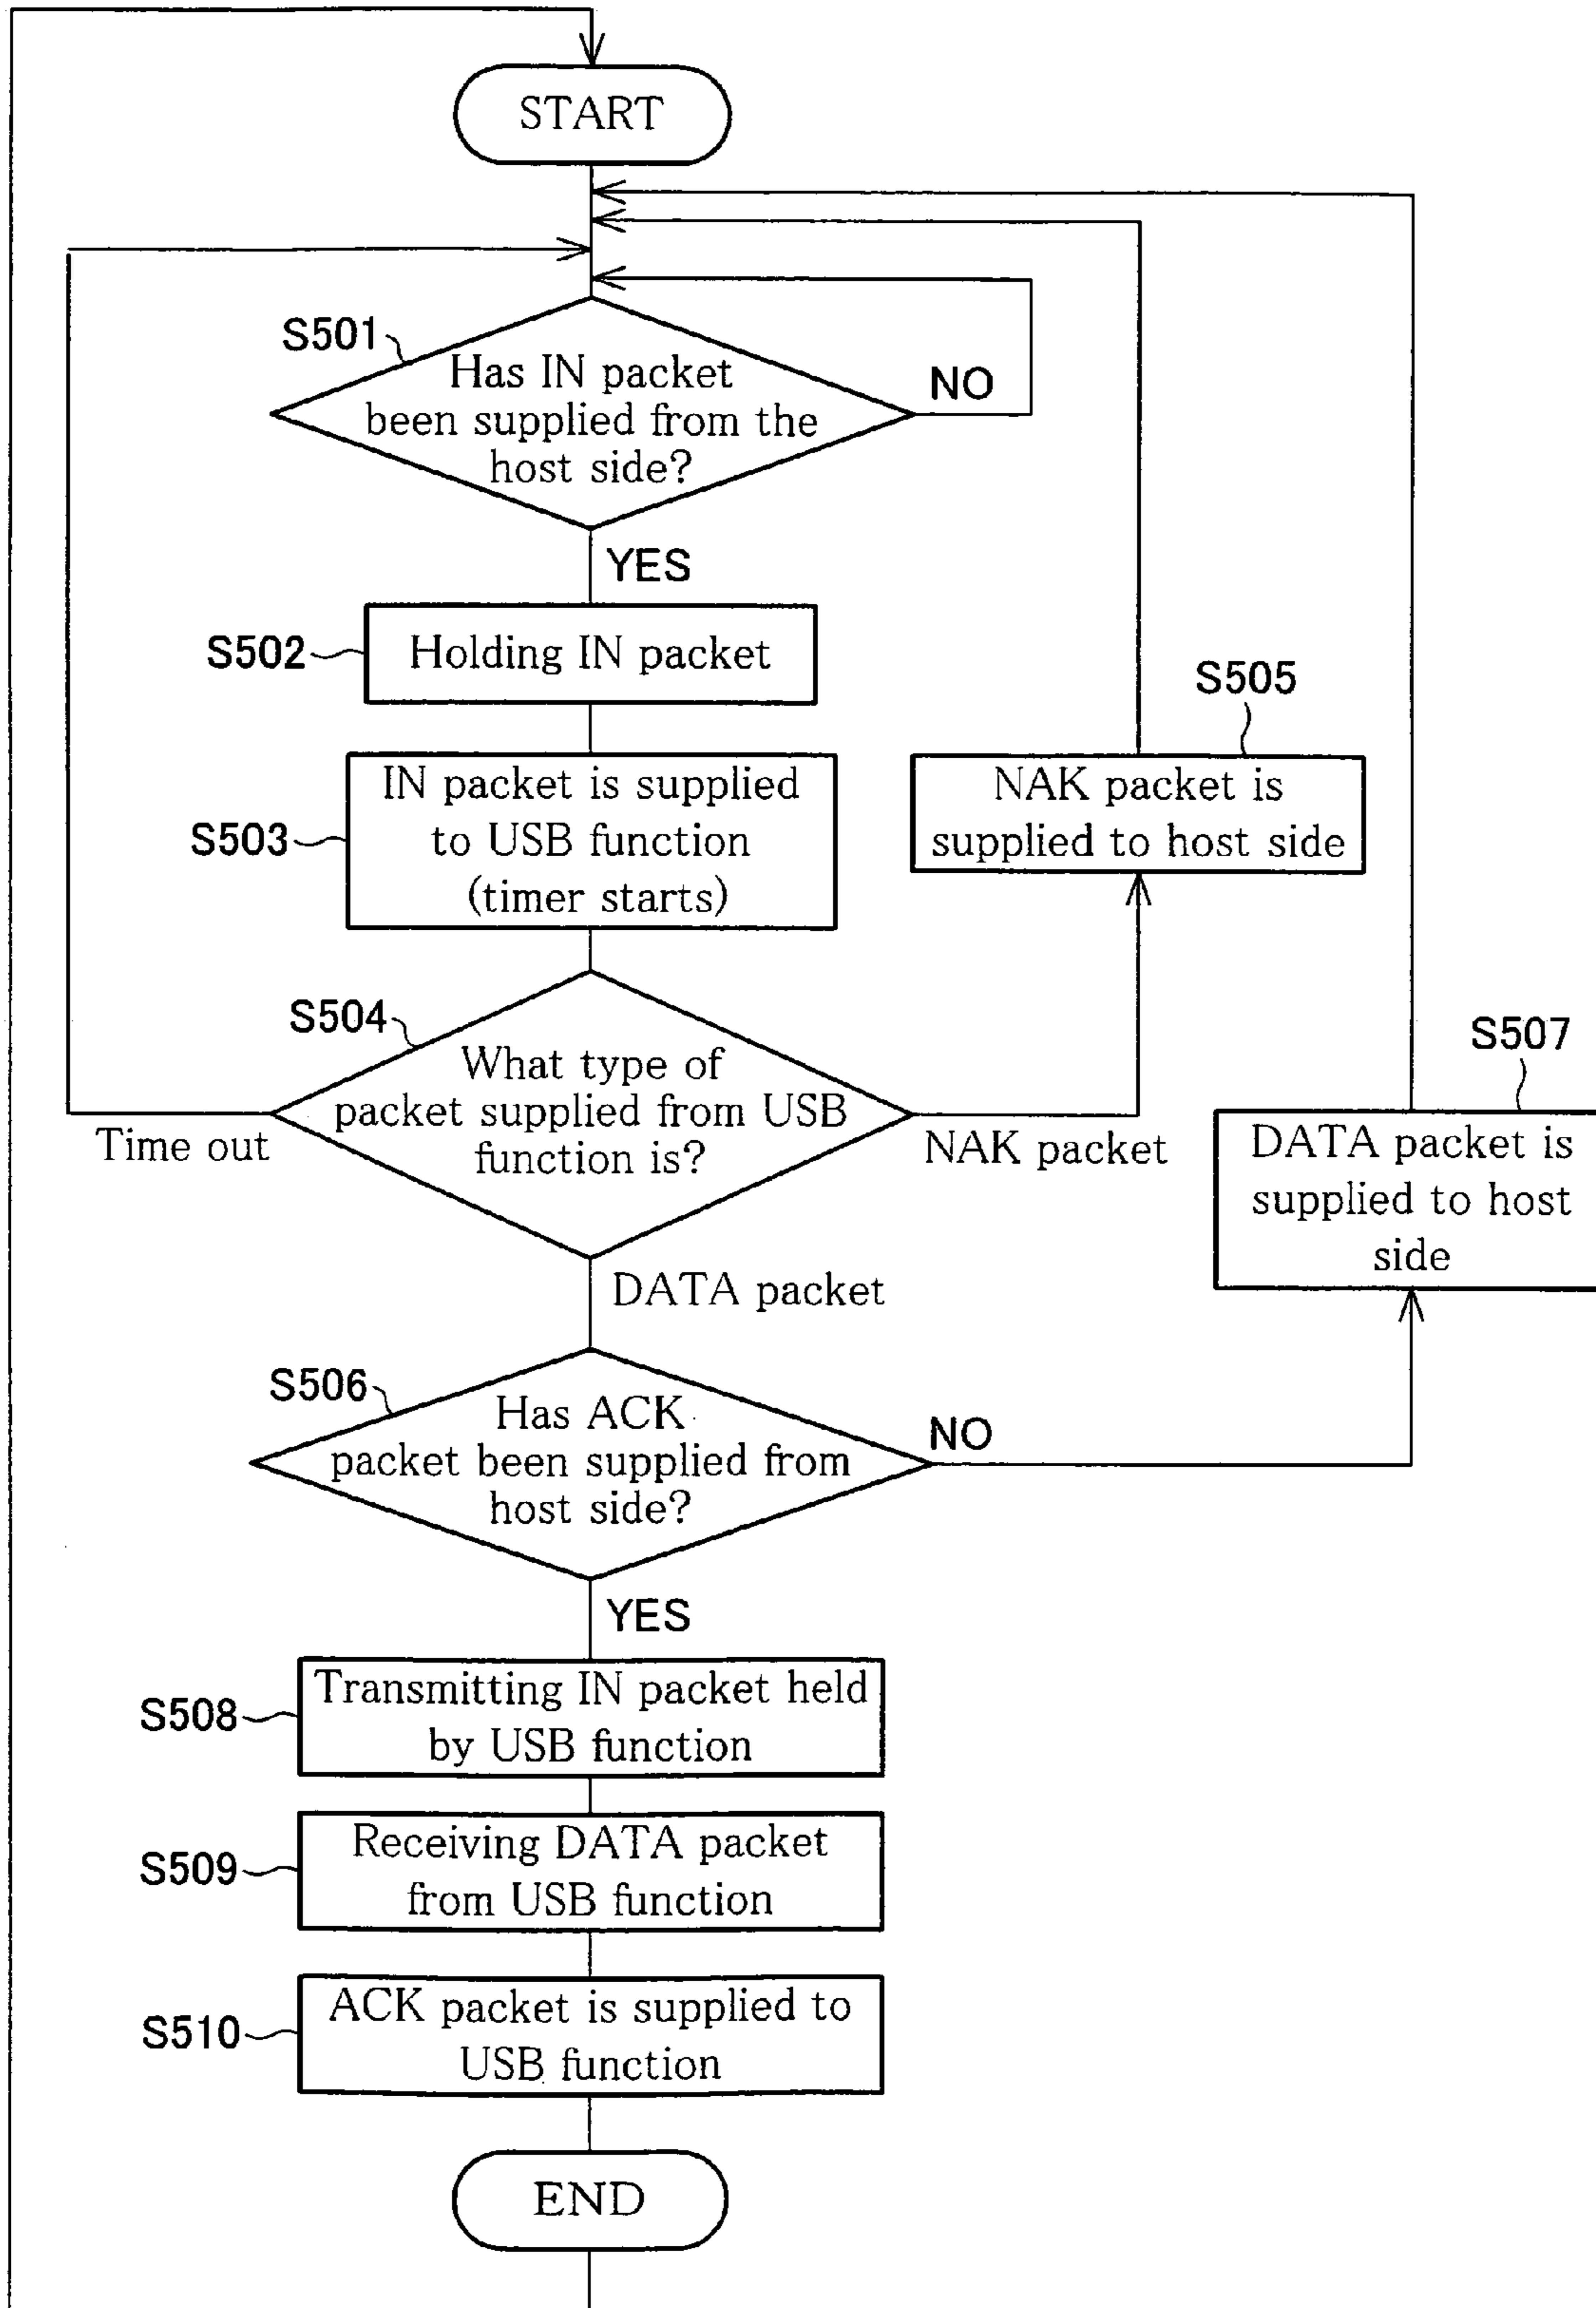 START
S501
Has IN packet
been supplied from the
host side?
NO
YES
S502
Holding IN packet
S503
IN packet is supplied
to USB function
(timer starts)
S505
NAK packet is
supplied to host side
S504
What type of
packet supplied from USB
function is?
Time out
NAK packet
DATA packet
S507
DATA packet is
supplied to host
side
S506
Has ACK
packet been supplied from
host side?
NO
YES
S508
Transmitting IN packet held
by USB function
S509
Receiving DATA packet
from USB function
S510
ACK packet is supplied to
USB function
END